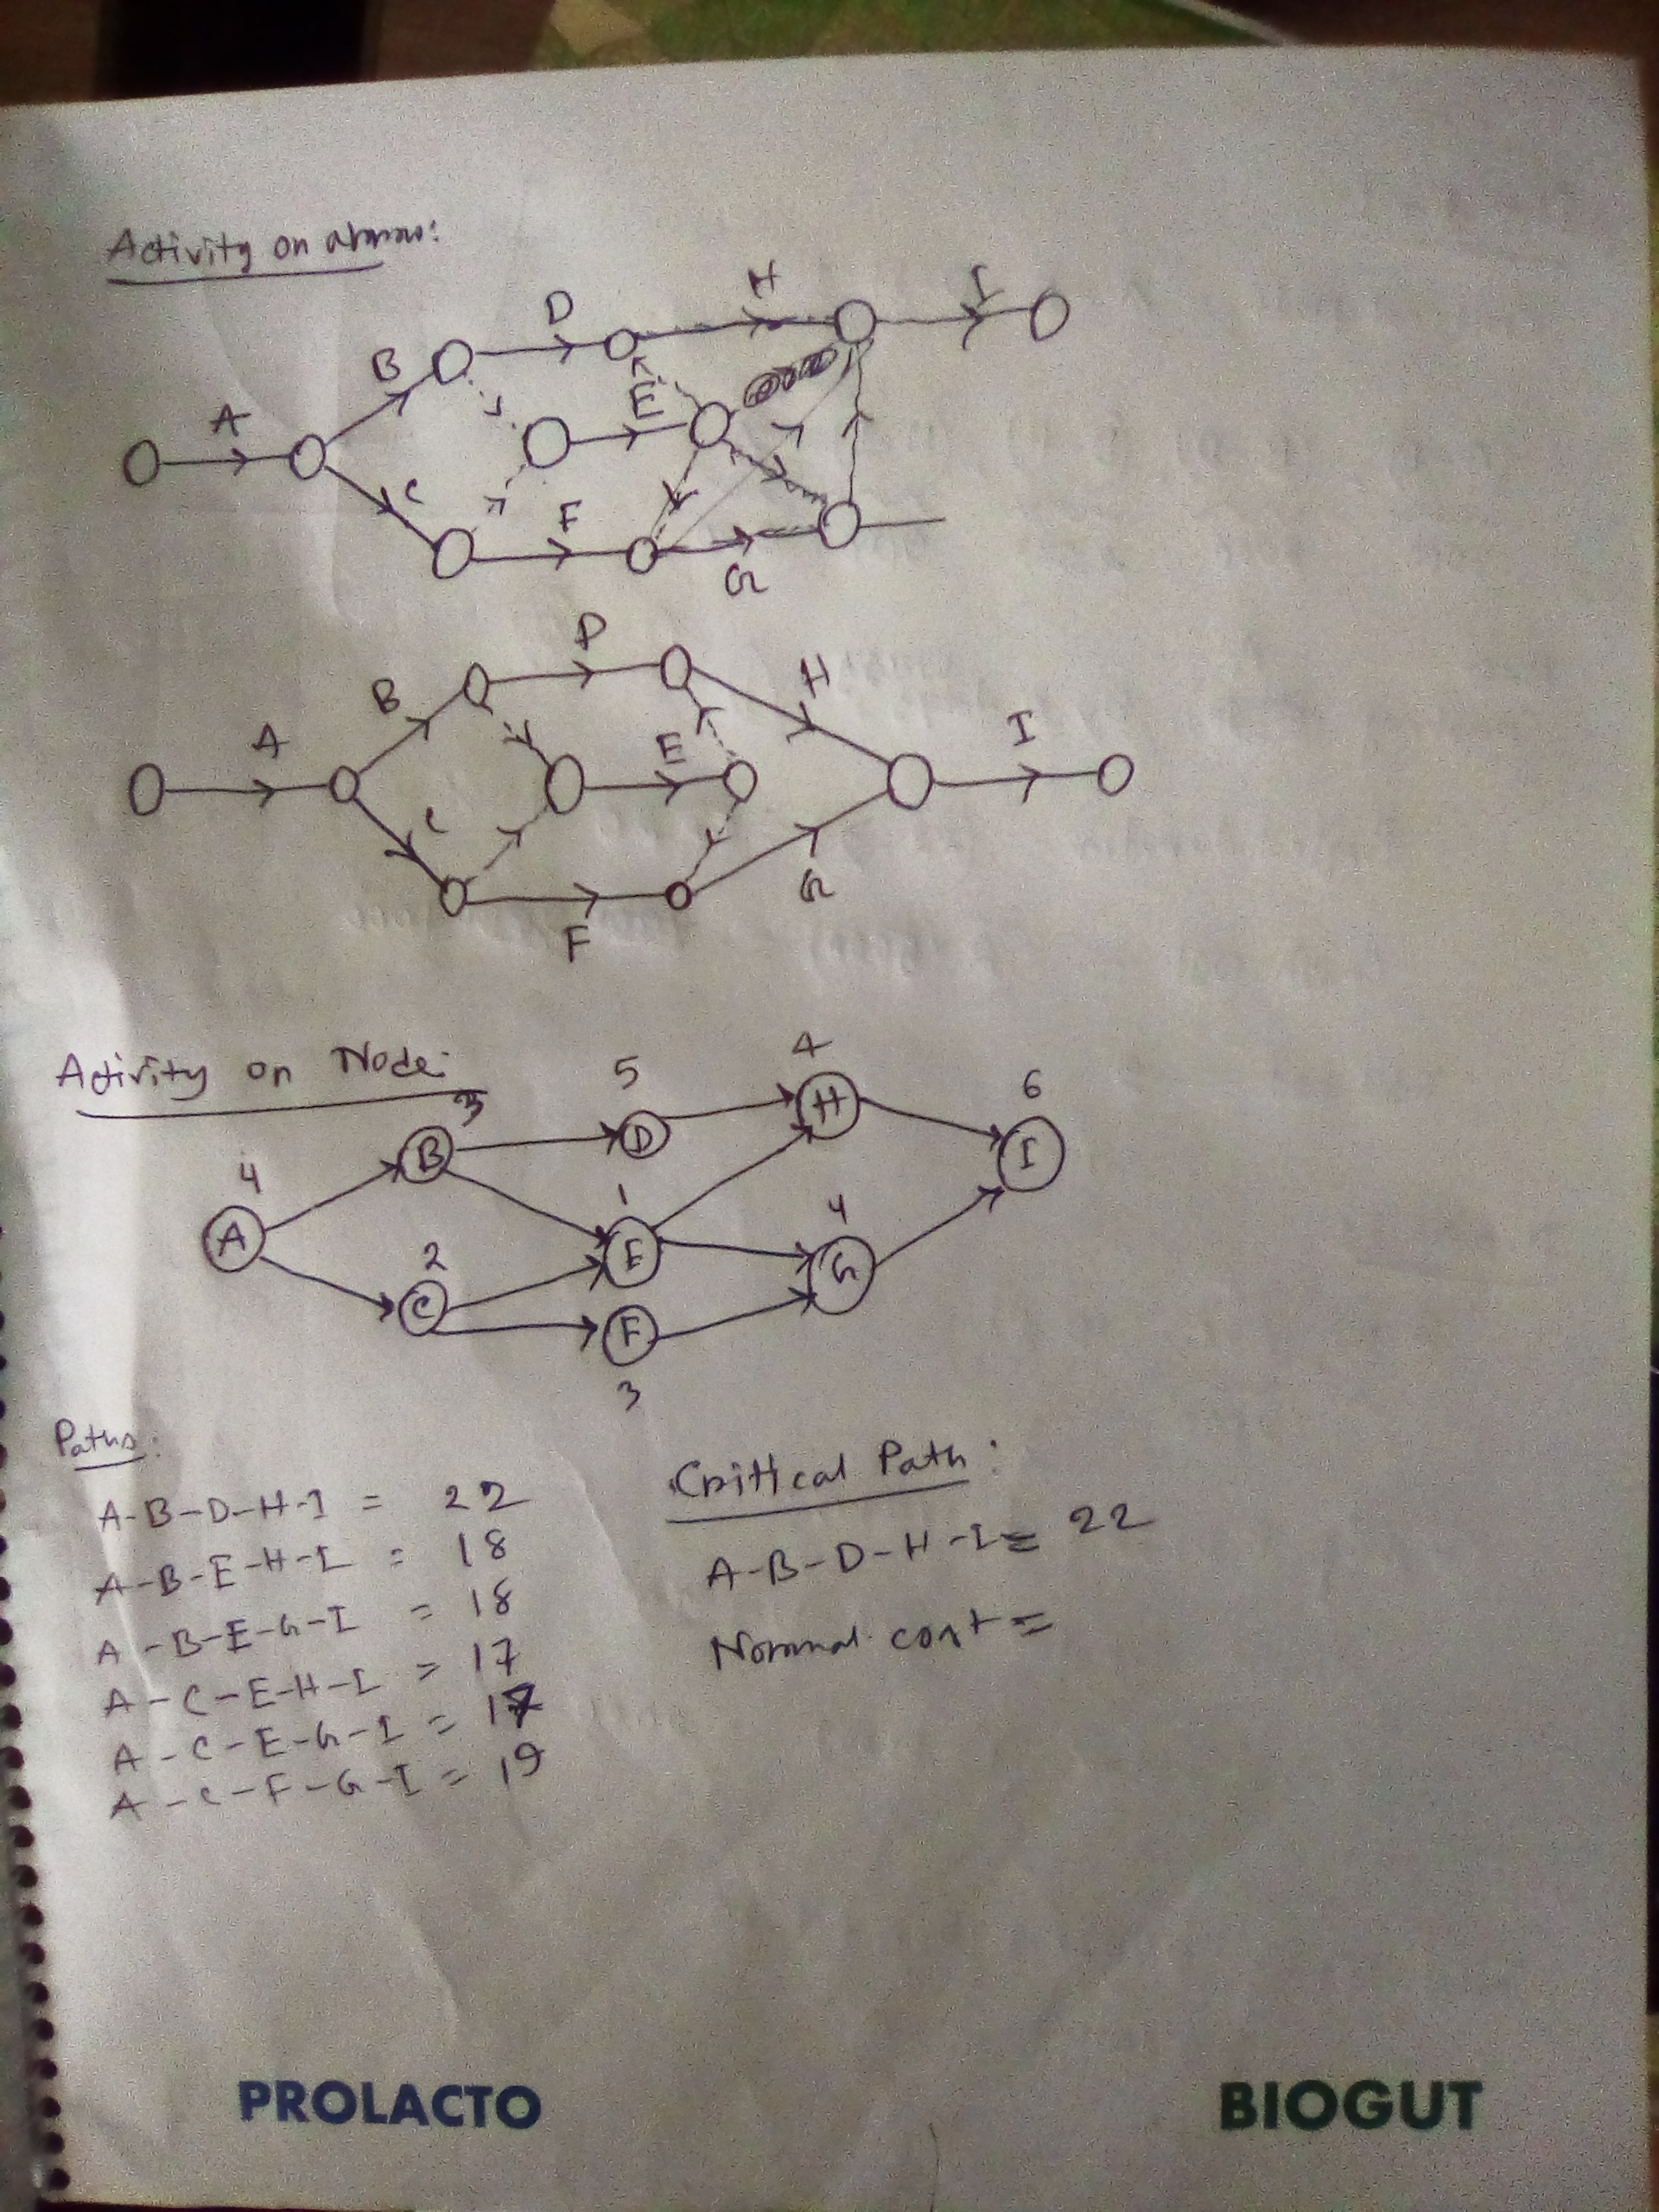 Activity on arrow:
A B D H I
C E F G
A B D H I
C E F G
Activity on Node:
4 3 5 4 6
A B D H I
2 1 4
C E G
F
3
Paths:
A-B-D-H-I = 22
A-B-E-H-I = 18
A-B-E-G-I = 18
A-C-E-H-I = 17
A-C-E-G-I = 17
A-C-F-G-I = 19
Critical Path:
A-B-D-H-I = 22
Normal cost =
PROLACTO
BIOGUT